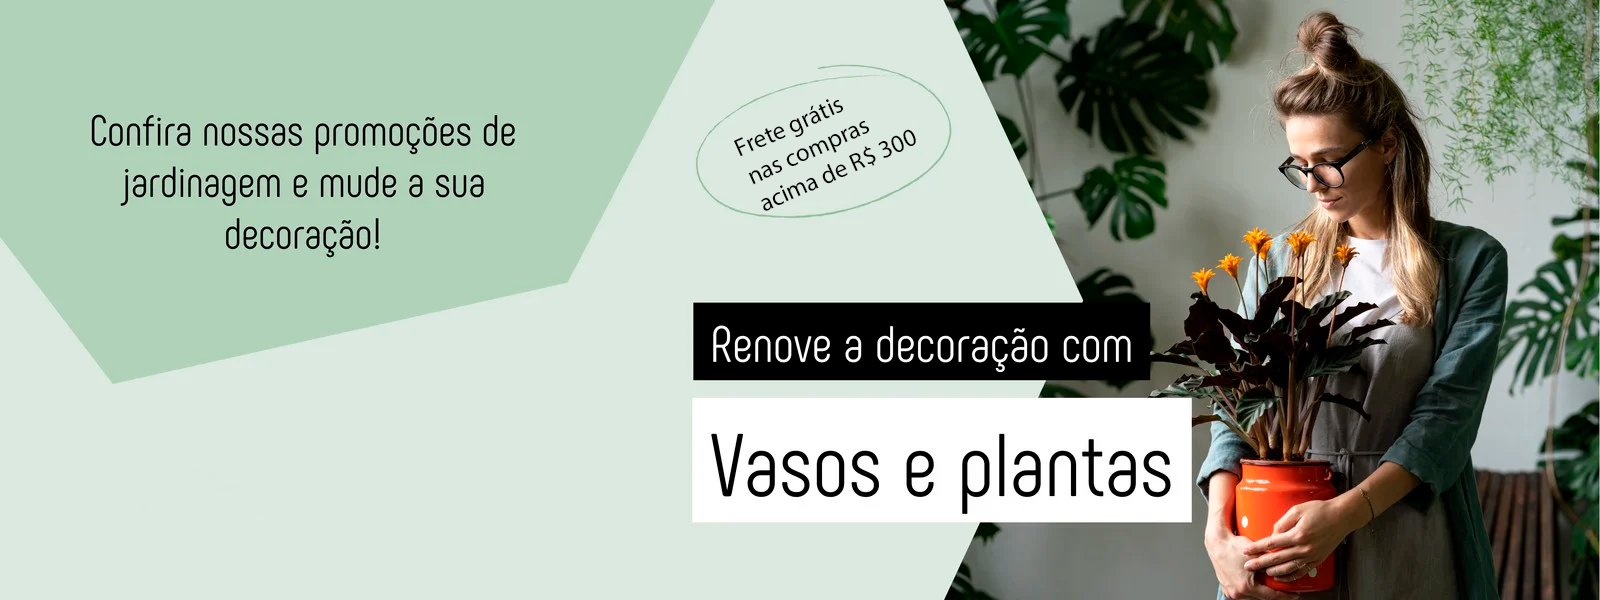 Confira nossas promoções de
jardinagem e mude a sua
decoração!
Frete grátis
nas compras
acima de R$ 300
Renove a decoração com
Vasos e plantas